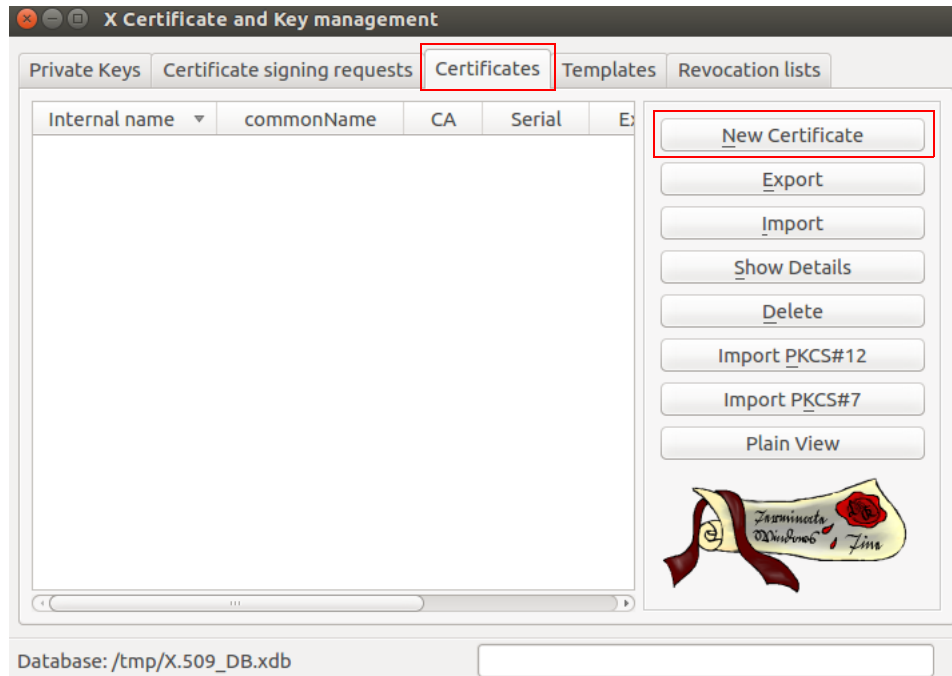 X Certificate and Key management
Private Keys Certificate signing requests Certificates Templates Revocation lists
Internal name commonName CA Serial
New Certificate
Export
Import
Show Details
Delete
Import PKCS#12
Import PKCS#7
Plain View
Database: /tmp/X.509_DB.xdb